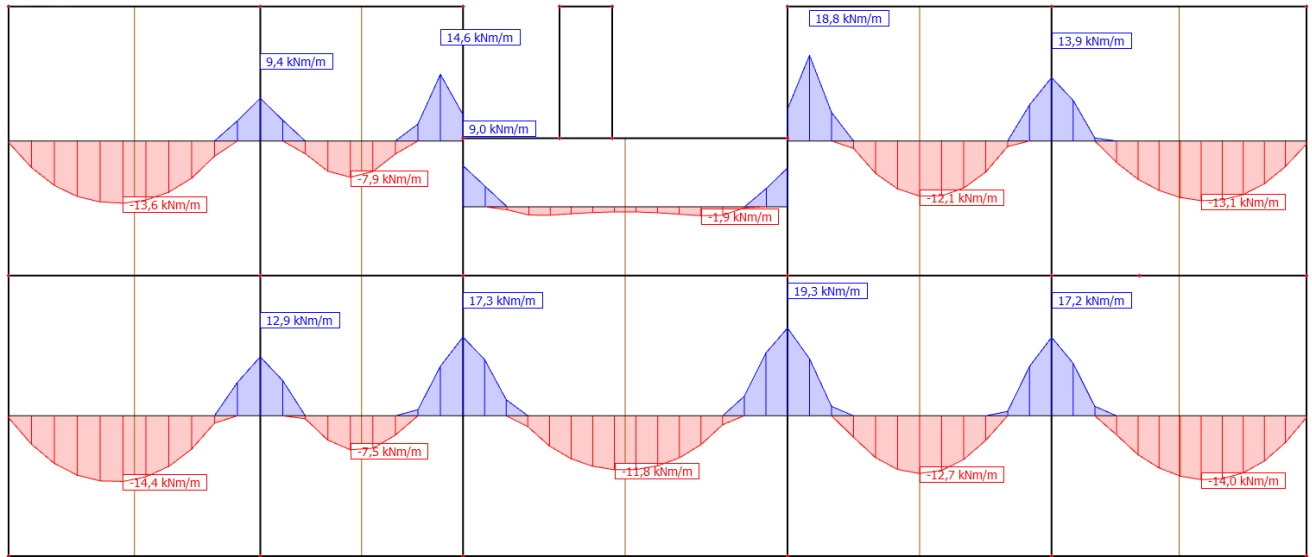 18,8 kNm/m
14,6 kNm/m
13,9 kNm/m
9,4 kNm/m
9,0 kNm/m
-7,9 kNm/m
-13,6 kNm/m
-1,9 kNm/m
-12,1 kNm/m
-13,1 kNm/m
19,3 kNm/m
17,3 kNm/m
17,2 kNm/m
12,9 kNm/m
-7,5 kNm/m
-11,8 kNm/m
-12,7 kNm/m
-14,4 kNm/m
-14,0 kNm/m